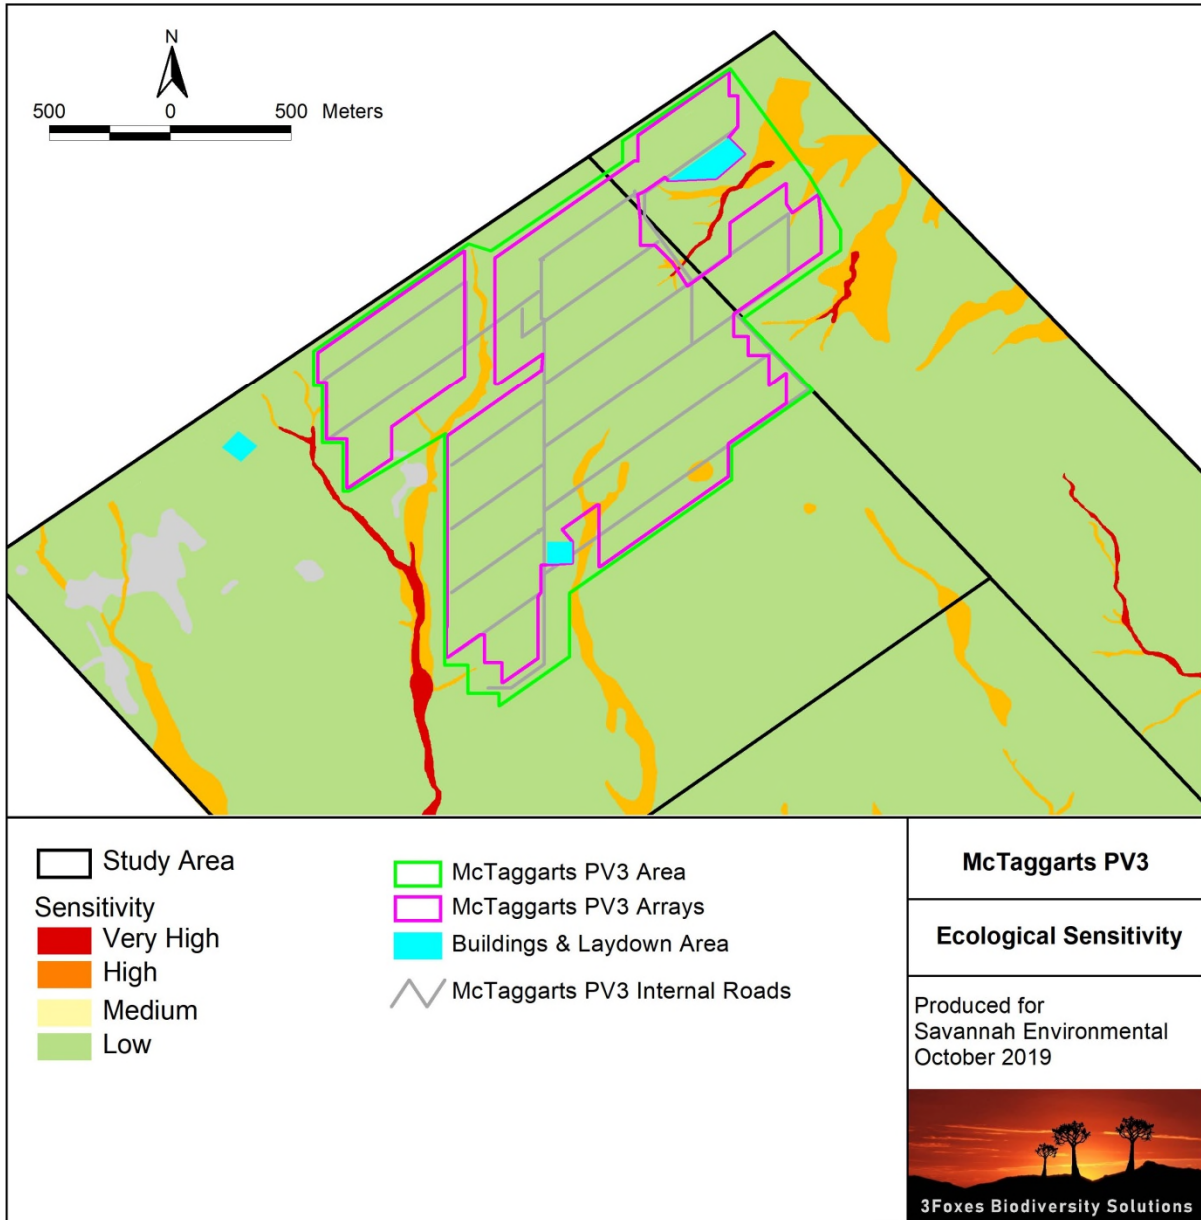 N
500 0 500 Meters
Study Area
Sensitivity
Very High
High
Medium
Low
McTaggarts PV3 Area
McTaggarts PV3 Arrays
Buildings & Laydown Area
McTaggarts PV3 Internal Roads
McTaggarts PV3
Ecological Sensitivity
Produced for
Savannah Environmental
October 2019
3Foxes Biodiversity Solutions